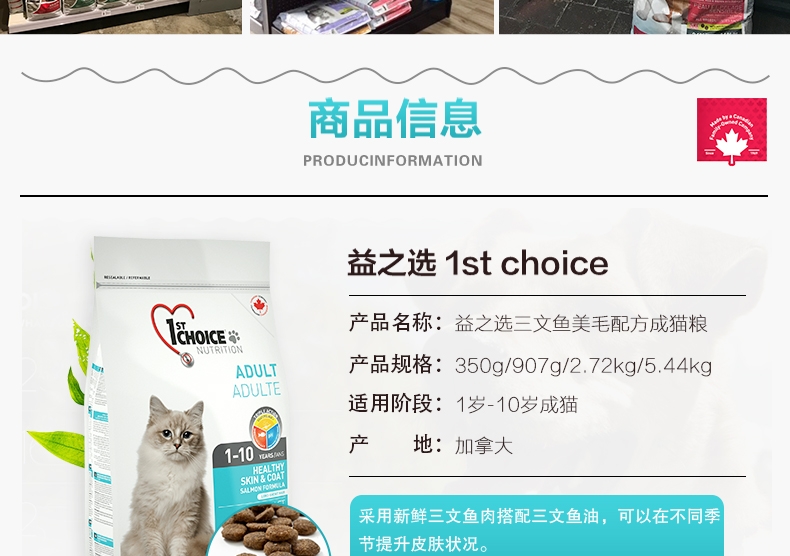 商品信息
PRODUCINFORMATION
Made by a Canadian
Family-Owned Company
益之选 1st choice
产品名称：益之选三文鱼美毛配方成猫粮
产品规格：350g/907g/2.72kg/5.44kg
适用阶段：1岁-10岁成猫
产 地：加拿大
采用新鲜三文鱼肉搭配三文鱼油，可以在不同季
节提升皮肤状况。
RESEALABLE / REFERMABLE
1ST
CHOICE
NUTRITION
ADULT
ADULTE
1-10 YEARS/ANS
HEALTHY
SKIN & COAT
SALMON FORMULA